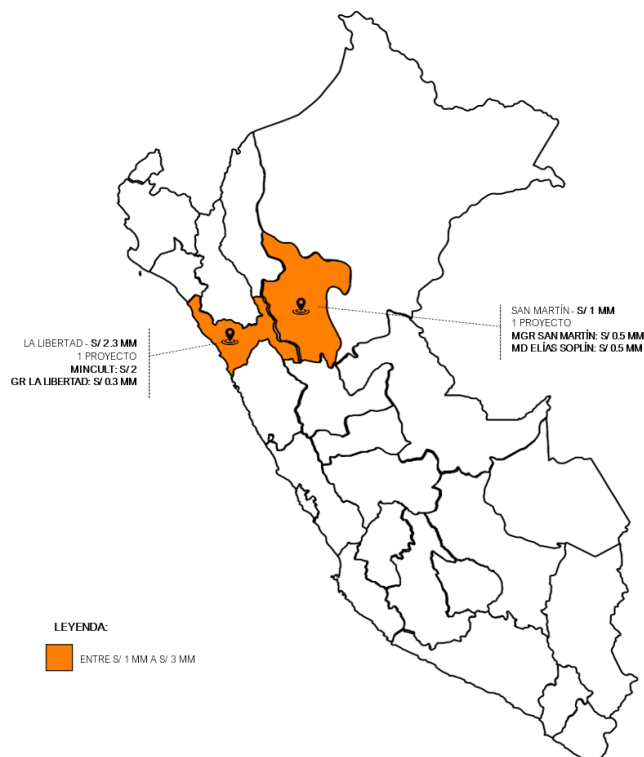 SAN MARTÍN - S/ 1 MM
1 PROYECTO
MGR SAN MARTÍN: S/ 0.5 MM
MD ELÍAS SOPLÍN: S/ 0.5 MM
LA LIBERTAD - S/ 2.3 MM
1 PROYECTO
MINCULT: S/ 2
GR LA LIBERTAD: S/ 0.3 MM
LEYENDA:
ENTRE S/ 1 MM A S/ 3 MM